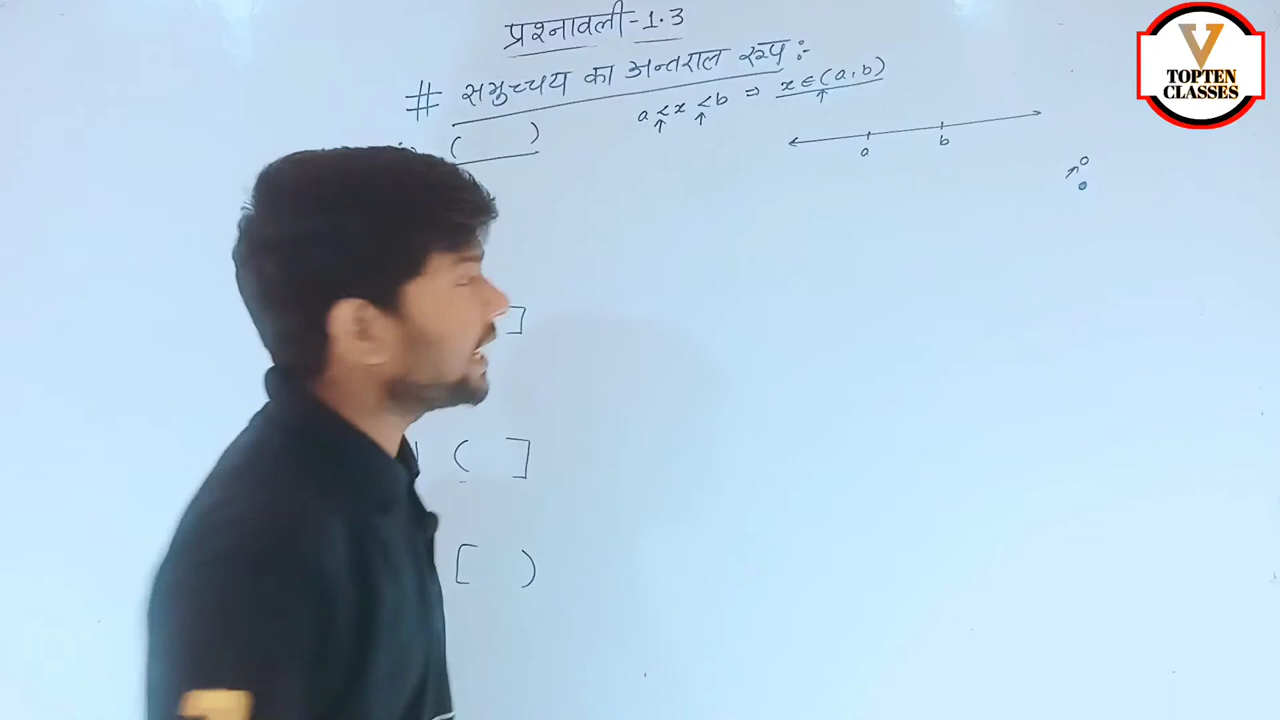 प्रश्नावली-1.3
# समुच्चय का अन्तराल रूप :-
( )
a < x < b ⇒ x ∈ (a, b)
a b
]
( ]
[ )
V
TOPTEN
CLASSES